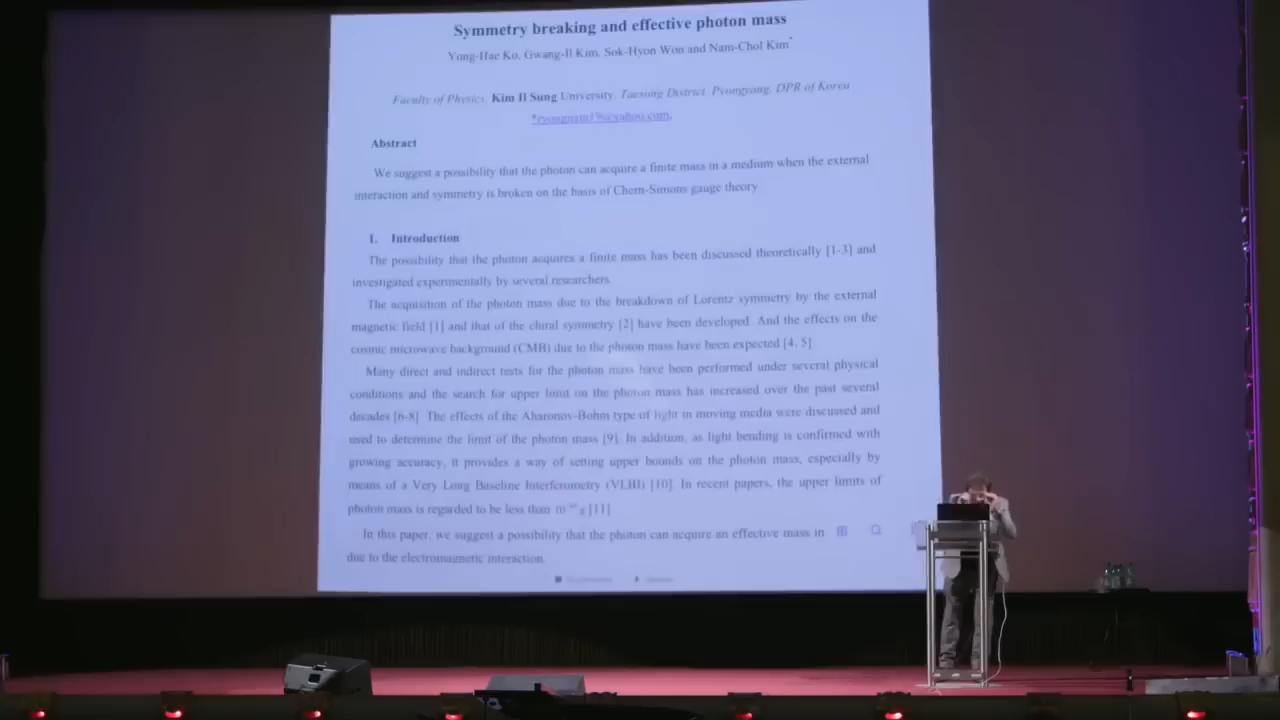 Symmetry breaking and effective photon mass
Yong-Hae Ko, Gwang-Il Kim, Sok-Hyon Won and Nam-Chol Kim*
Faculty of Physics, Kim Il Sung University, Taesong District, Pyongyang, DPR of Korea
Abstract
We suggest a possibility that the photon can acquire a finite mass in a medium when the external
interaction and symmetry is broken on the basis of Chern-Simons gauge theory.
1. Introduction
The possibility that the photon acquires a finite mass has been discussed theoretically [1-3] and
investigated experimentally by several researchers.
The acquisition of the photon mass due to the breakdown of Lorentz symmetry by the external
magnetic field [1] and that of the chiral symmetry [2] have been developed. And the effects on the
cosmic microwave background (CMB) due to the photon mass have been expected [4, 5].
Many direct and indirect tests for the photon mass have been performed under several physical
conditions and the search for upper limit on the photon mass has increased over the past several
decades [6-8]. The effects of the Aharonov-Bohm type of light in moving media were discussed and
used to determine the limit of the photon mass [9]. In addition, as light bending is confirmed with
growing accuracy, it provides a way of setting upper bounds on the photon mass, especially by
means of a Very Long Baseline Interferometry (VLBI) [10]. In recent papers, the upper limits of
photon mass is regarded to be less than 10 g [11].
In this paper, we suggest a possibility that the photon can acquire an effective mass in
due to the electromagnetic interaction.